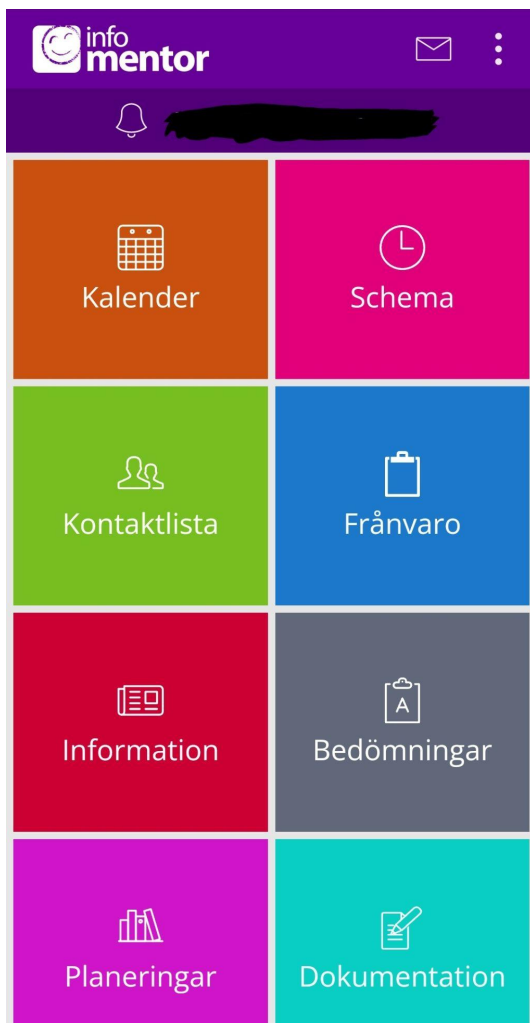 info
mentor
Kalender
Schema
Kontaktlista
Frånvaro
Information
A
Bedömningar
Planeringar
Dokumentation